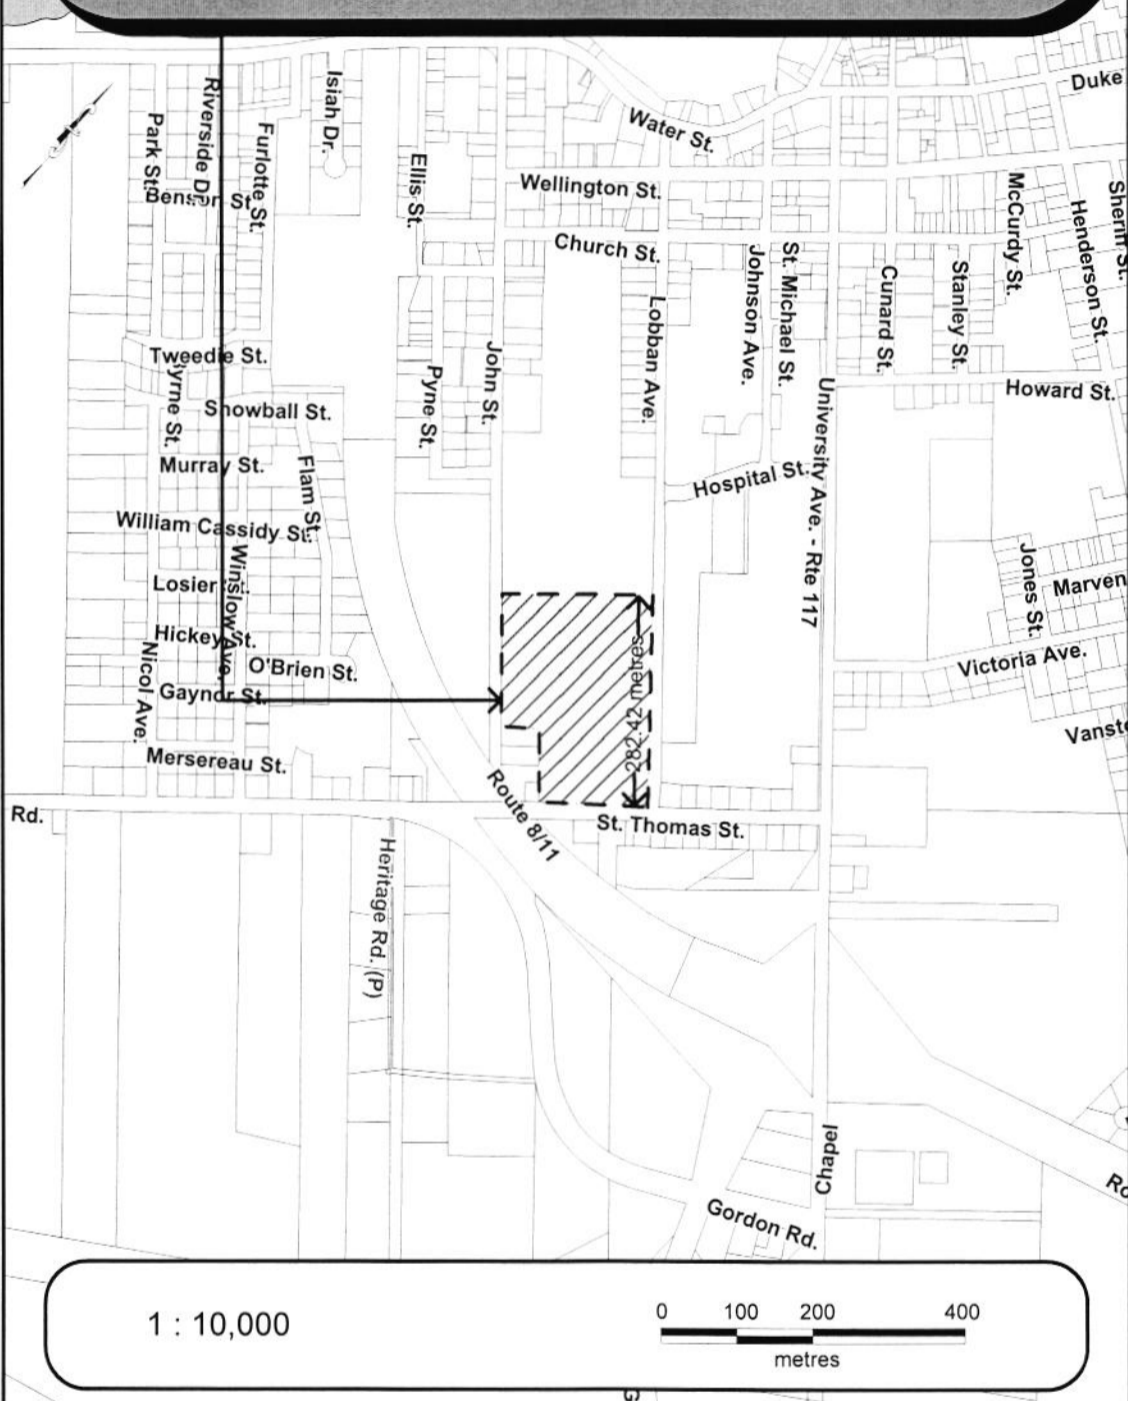 Duke
Water St.
Isiah Dr.
Riverside Dr.
Park St.
Furlotte St.
Ellis St.
Benson St.
Wellington St.
McCurdy St.
Henderson St.
Church St.
Johnson Ave.
St. Michael St.
Cunard St.
Stanley St.
Lobban Ave.
John St.
Pyne St.
Tweedie St.
Byrne St.
Snowball St.
Howard St.
University Ave. - Rte 117
Murray St.
Flam St.
Hospital St.
William Cassidy St.
Winslow Ave.
Jones St.
Losier St.
Marven
Hickey St.
282.42 metres
Victoria Ave.
O'Brien St.
Nicol Ave.
Gaynor St.
Mersereau St.
Route 8/11
Rd.
St. Thomas St.
Heritage Rd. (P)
Chapel
Gordon Rd.
1 : 10,000
0 100 200 400
metres